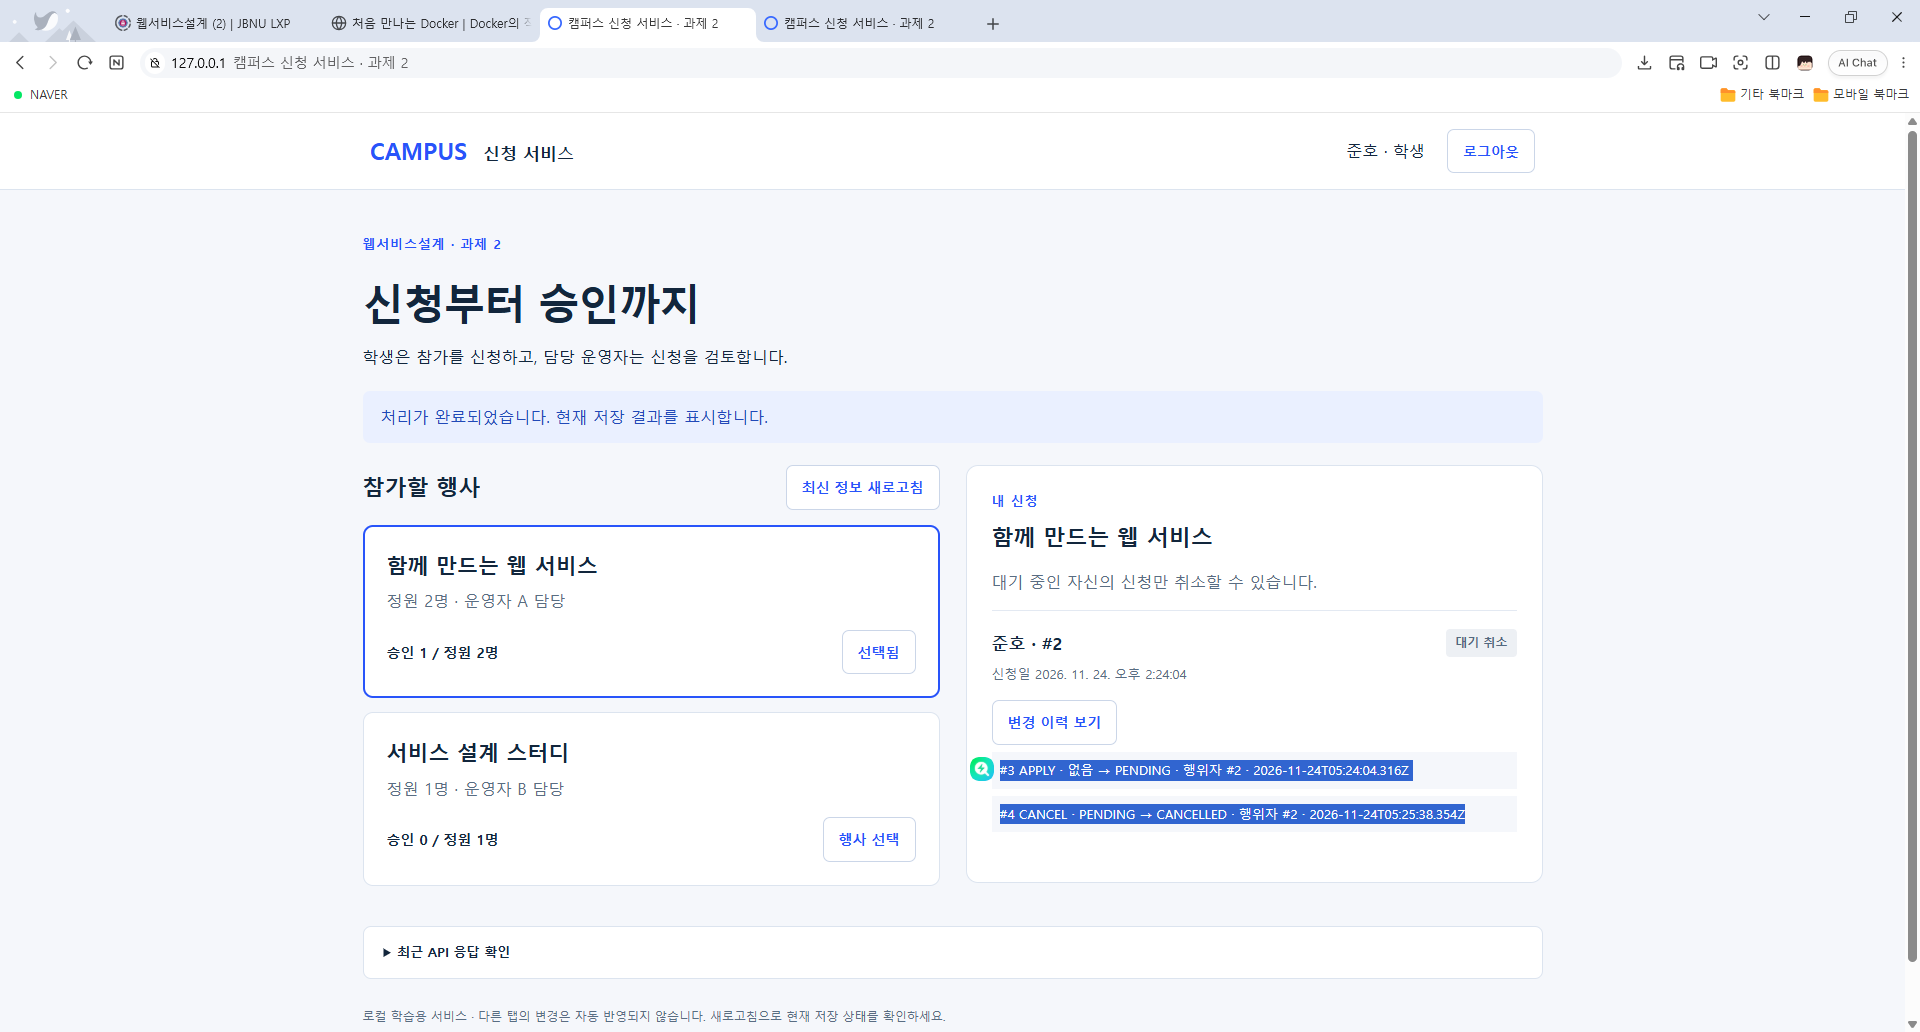 웹서비스설계 (2) | JBNU LXP
처음 만나는 Docker | Docker의
캠퍼스 신청 서비스 · 과제 2
캠퍼스 신청 서비스 · 과제 2
127.0.0.1 캠퍼스 신청 서비스 · 과제 2
AI Chat
NAVER
기타 북마크
모바일 북마크
CAMPUS 신청 서비스
준호 · 학생
로그아웃
웹서비스설계 · 과제 2
신청부터 승인까지
학생은 참가를 신청하고, 담당 운영자는 신청을 검토합니다.
처리가 완료되었습니다. 현재 저장 결과를 표시합니다.
참가할 행사
최신 정보 새로고침
함께 만드는 웹 서비스
정원 2명 · 운영자 A 담당
승인 1 / 정원 2명
선택됨
서비스 설계 스터디
정원 1명 · 운영자 B 담당
승인 0 / 정원 1명
행사 선택
내 신청
함께 만드는 웹 서비스
대기 중인 자신의 신청만 취소할 수 있습니다.
준호 · #2
대기 취소
신청일 2026. 11. 24. 오후 2:24:04
변경 이력 보기
#3 APPLY · 없음 → PENDING · 행위자 #2 · 2026-11-24T05:24:04.316Z
#4 CANCEL · PENDING → CANCELLED · 행위자 #2 · 2026-11-24T05:25:38.354Z
▶ 최근 API 응답 확인
로컬 학습용 서비스 · 다른 탭의 변경은 자동 반영되지 않습니다. 새로고침으로 현재 저장 상태를 확인하세요.